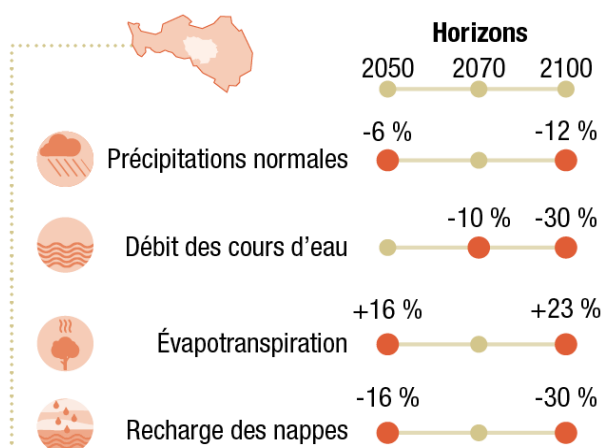 Horizons
2050 2070 2100
-6 % -12 %
Précipitations normales
-10 % -30 %
Débit des cours d’eau
+16 % +23 %
Évapotranspiration
-16 % -30 %
Recharge des nappes